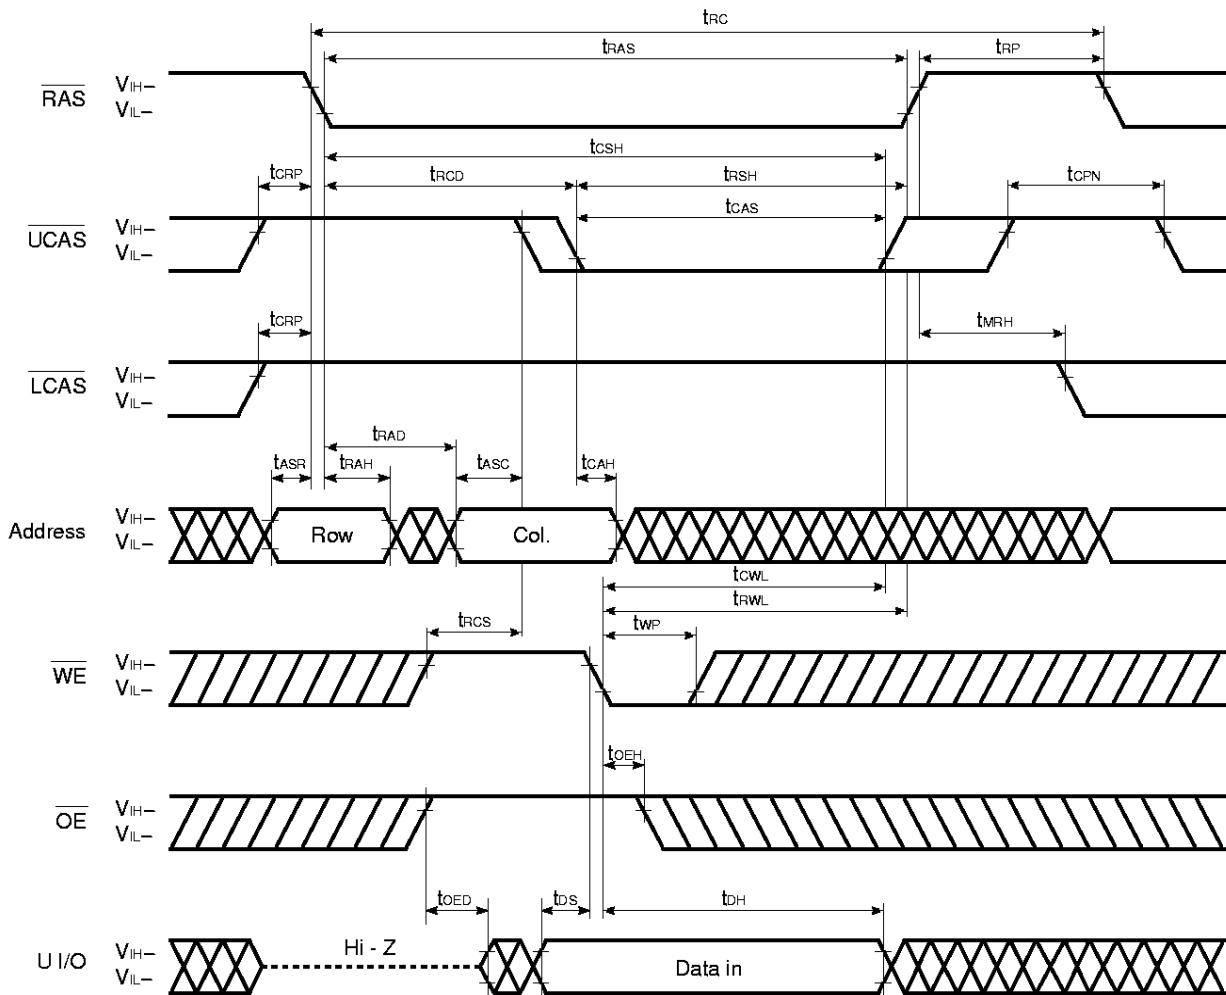 tRC
tRAS
tRP
RAS
VIH–
VIL–
tCSH
tCRP
tRCD
tRSH
tCPN
tCAS
UCAS
VIH–
VIL–
tCRP
tMRH
LCAS
VIH–
VIL–
tRAD
tASR
tRAH
tASC
tCAH
Address
VIH–
VIL–
Row
Col.
tCWL
tRWL
tRCS
tWP
WE
VIH–
VIL–
tOEH
OE
VIH–
VIL–
tOED
tDS
tDH
U I/O
VIH–
VIL–
Hi - Z
Data in